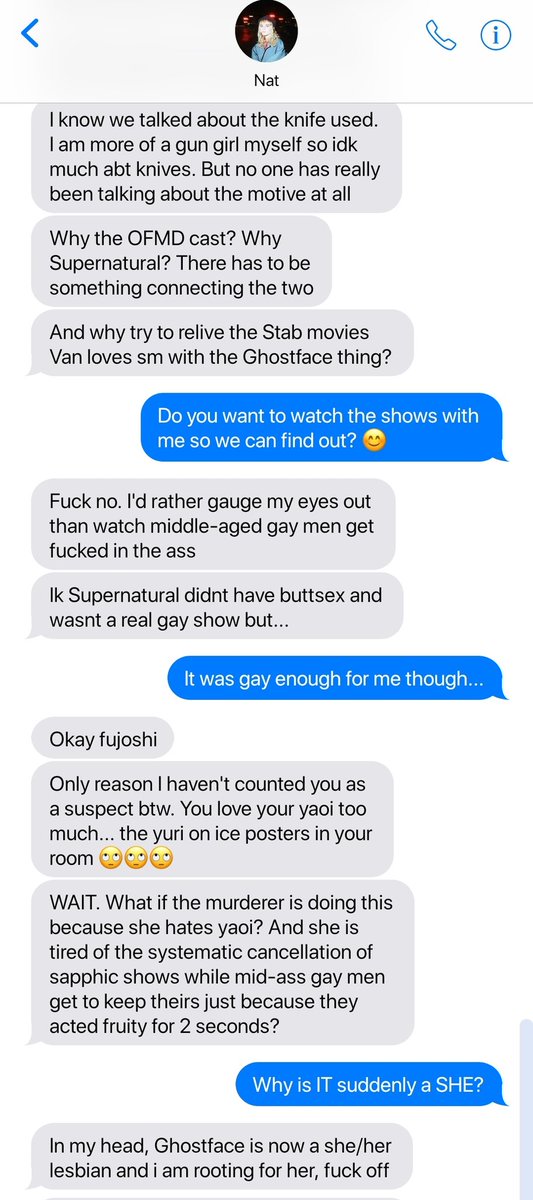 Nat
I know we talked about the knife used.
I am more of a gun girl myself so idk
much abt knives. But no one has really
been talking about the motive at all
Why the OFMD cast? Why
Supernatural? There has to be
something connecting the two
And why try to relive the Stab movies
Van loves sm with the Ghostface thing?
Do you want to watch the shows with
me so we can find out? 😊
Fuck no. I'd rather gauge my eyes out
than watch middle-aged gay men get
fucked in the ass
Ik Supernatural didnt have buttsex and
wasnt a real gay show but...
It was gay enough for me though...
Okay fujoshi
Only reason I haven't counted you as
a suspect btw. You love your yaoi too
much... the yuri on ice posters in your
room 🙄🙄🙄
WAIT. What if the murderer is doing this
because she hates yaoi? And she is
tired of the systematic cancellation of
sapphic shows while mid-ass gay men
get to keep theirs just because they
acted fruity for 2 seconds?
Why is IT suddenly a SHE?
In my head, Ghostface is now a she/her
lesbian and i am rooting for her, fuck off